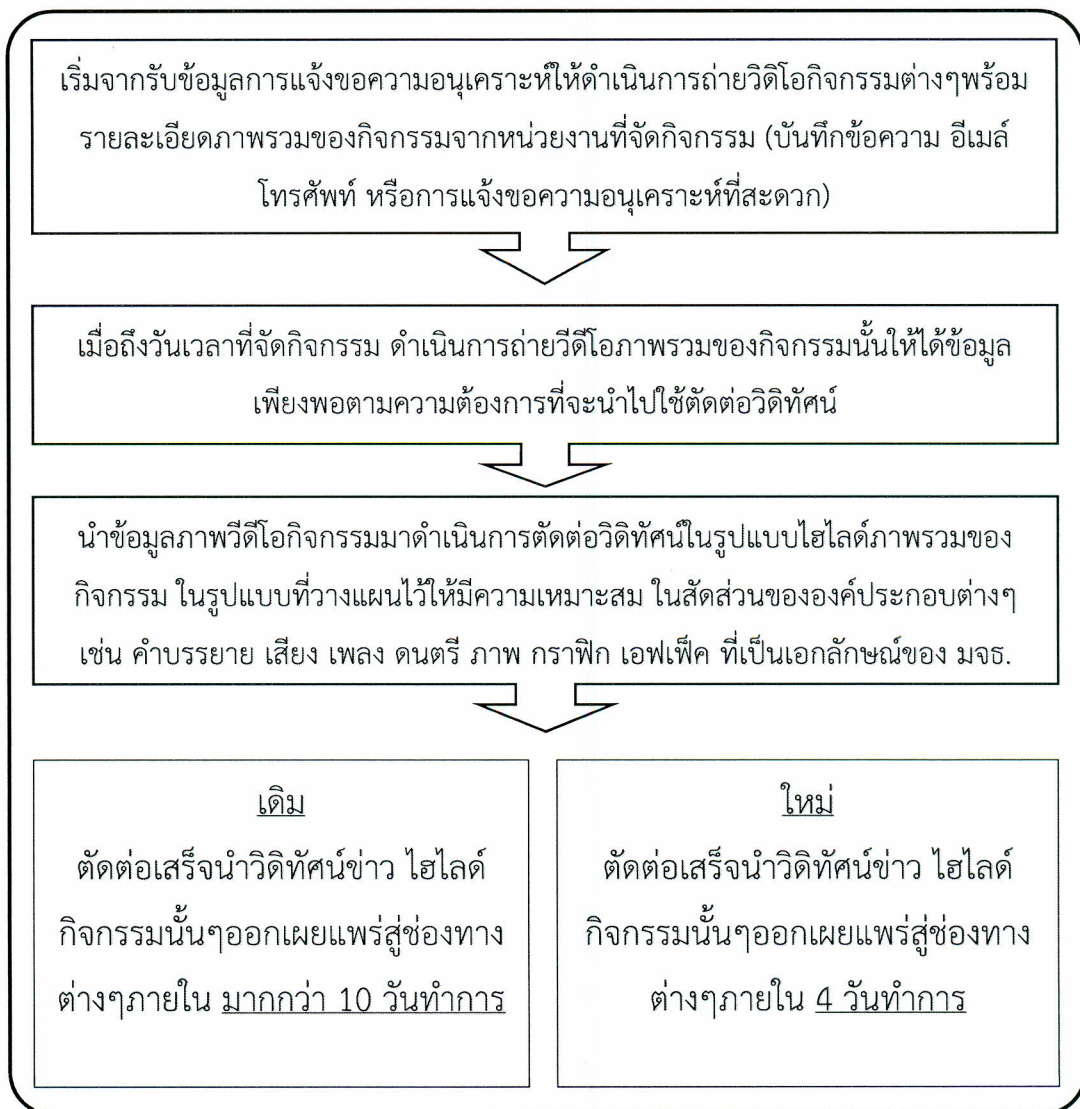 เริ่มจากรับข้อมูลการแจ้งขอความอนุเคราะห์ให้ดำเนินการถ่ายวิดิโอกิจกรรมต่างๆพร้อม
รายละเอียดภาพรวมของกิจกรรมจากหน่วยงานที่จัดกิจกรรม (บันทึกข้อความ อีเมล์
โทรศัพท์ หรือการแจ้งขอความอนุเคราะห์ที่สะดวก)
เมื่อถึงวันเวลาที่จัดกิจกรรม ดำเนินการถ่ายวีดีโอภาพรวมของกิจกรรมนั้นให้ได้ข้อมูล
เพียงพอตามความต้องการที่จะนำไปใช้ตัดต่อวิดิทัศน์
นำข้อมูลภาพวีดีโอกิจกรรมมาดำเนินการตัดต่อวิดิทัศน์ในรูปแบบไฮไลด์ภาพรวมของ
กิจกรรม ในรูปแบบที่วางแผนไว้ให้มีความเหมาะสม ในสัดส่วนขององค์ประกอบต่างๆ
เช่น คำบรรยาย เสียง เพลง ดนตรี ภาพ กราฟิก เอฟเฟ็ค ที่เป็นเอกลักษณ์ของ มจธ.
เดิม
ตัดต่อเสร็จนำวิดิทัศน์ข่าว ไฮไลด์
กิจกรรมนั้นๆออกเผยแพร่สู่ช่องทาง
ต่างๆภายใน มากกว่า 10 วันทำการ
ใหม่
ตัดต่อเสร็จนำวิดิทัศน์ข่าว ไฮไลด์
กิจกรรมนั้นๆออกเผยแพร่สู่ช่องทาง
ต่างๆภายใน 4 วันทำการ